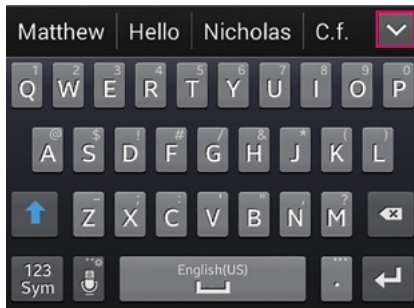 Matthew Hello Nicholas C.f.
1 2 3 4 5 6 7 8 9 0
Q W E R T Y U I O P
@ $ ! # / & * ( )
A S D F G H J K L
- ; : ' " , ?
Z X C V B N M
123 English(US) ...
Sym .